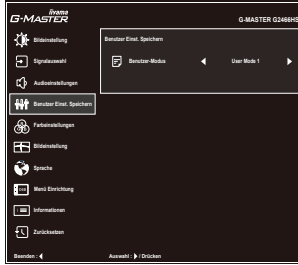 iiyama
G-MASTER
G-MASTER G2466HS
Bildeinstellung
Signalauswahl
Audioeinstellungen
Benutzer Einst. Speichern
Farbeinstellungen
Bildeinstellung
Sprache
Menü Einrichtung
Informationen
Zurücksetzen
Benutzer Einst. Speichern
Benutzer-Modus
User Mode 1
Beenden :
Auswahl : / Drücken